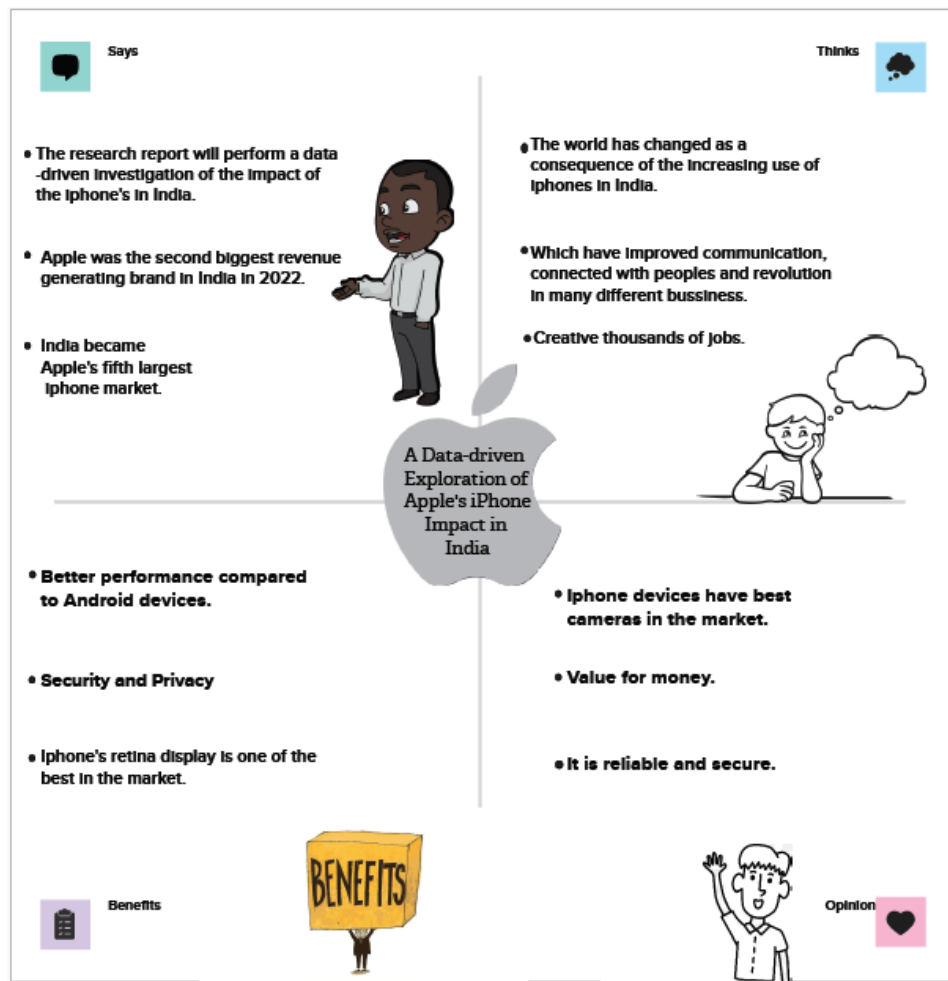 Says
Thinks
• The research report will perform a data
-driven investigation of the impact of
the iphone's in India.
• Apple was the second biggest revenue
generating brand in India in 2022.
• India became
Apple's fifth largest
iphone market.
• The world has changed as a
consequence of the increasing use of
iphones in India.
• Which have improved communication,
connected with peoples and revolution
in many different bussiness.
• Creative thousands of jobs.
A Data-driven
Exploration of
Apple's iPhone
Impact in
India
• Better performance compared
to Android devices.
• Security and Privacy
• Iphone's retina display is one of the
best in the market.
• Iphone devices have best
cameras in the market.
• Value for money.
• It is reliable and secure.
BENEFITS
Benefits
Opinion